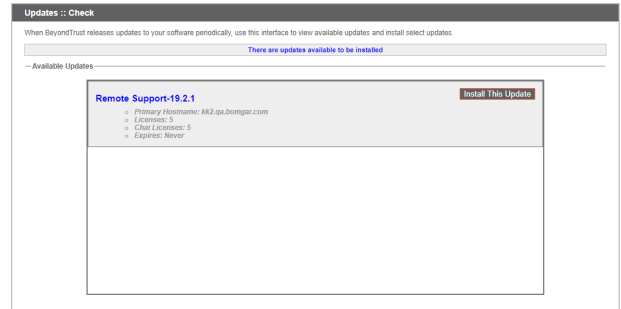 Updates :: Check
When BeyondTrust releases updates to your software periodically, use this interface to view available updates and install select updates.
There are updates available to be installed
Available Updates
Remote Support-19.2.1
Install This Update
Primary Hostname: kk2.qa.bomgar.com
Licenses: 5
Chat Licenses: 5
Expires: Never